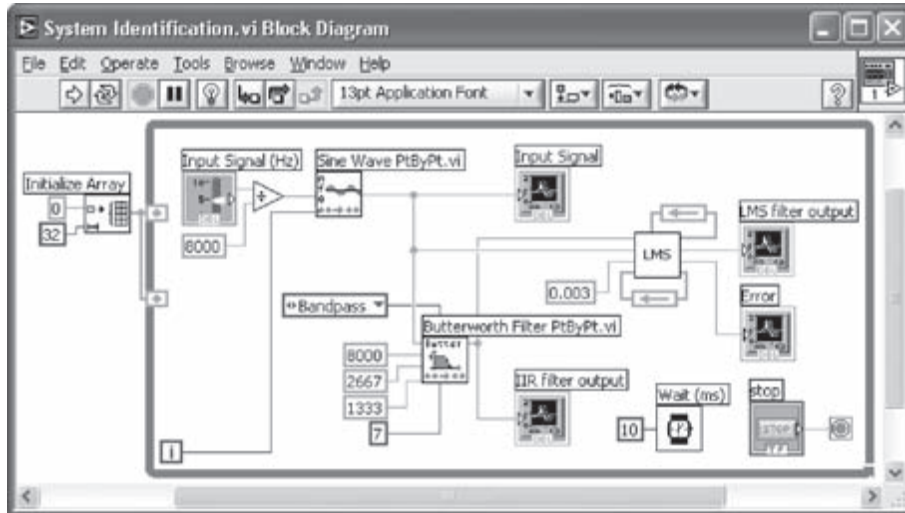 System Identification.vi Block Diagram
File Edit Operate Tools Browse Window Help
13pt Application Font
1
Initialize Array
0
32
Input Signal (Hz)
8000
Sine Wave PtByPt.vi
Input Signal
LMS filter output
LMS
0.003
Error
Bandpass
Butterworth Filter PtByPt.vi
8000
2667
1333
7
IIR filter output
Wait (ms)
10
stop
STOP
i